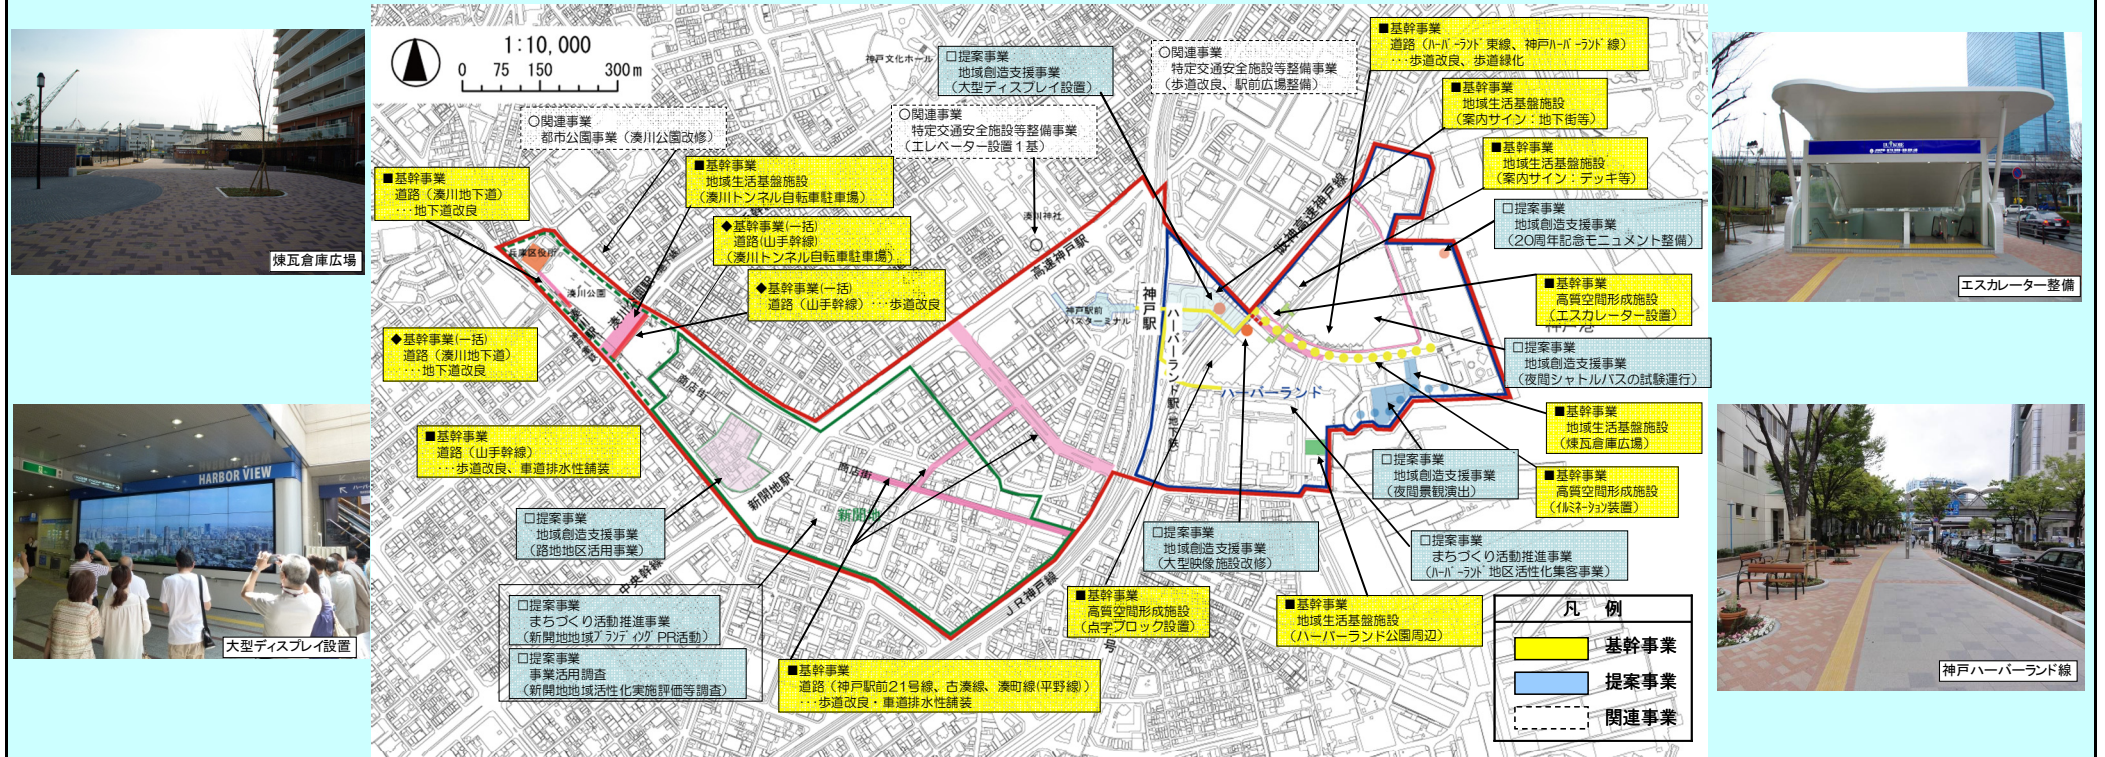 1:10,000
0 75 150 300m
煉瓦倉庫広場
HARBOR VIEW
大型ディスプレイ設置
エスカレーター整備
神戸ハーバーランド線
神戸文化ホール
□提案事業
地域創造支援事業
(大型ディスプレイ設置)
○関連事業
特定交通安全施設等整備事業
(歩道改良、駅前広場整備)
■基幹事業
道路(ハーバーランド東線、神戸ハーバーランド線)
…歩道改良、歩道緑化
■基幹事業
地域生活基盤施設
(案内サイン:地下街等)
○関連事業
都市公園事業(湊川公園改修)
○関連事業
特定交通安全施設等整備事業
(エレベーター設置1基)
■基幹事業
地域生活基盤施設
(案内サイン:デッキ等)
■基幹事業
道路(湊川地下道)
…地下道改良
■基幹事業
地域生活基盤施設
(湊川トンネル自転車駐車場)
◆基幹事業(一括)
道路(山手幹線)
(湊川トンネル自転車駐車場)
◆基幹事業(一括)
道路(山手幹線)…歩道改良
□提案事業
地域創造支援事業
(20周年記念モニュメント整備)
■基幹事業
高質空間形成施設
(エスカレーター設置)
◆基幹事業(一括)
道路(湊川地下道)
…地下道改良
□提案事業
地域創造支援事業
(夜間シャトルバスの試験運行)
■基幹事業
道路(山手幹線)
…歩道改良、車道排水性舗装
■基幹事業
地域生活基盤施設
(煉瓦倉庫広場)
□提案事業
地域創造支援事業
(夜間景観演出)
■基幹事業
高質空間形成施設
(イルミネーション装置)
□提案事業
地域創造支援事業
(路地地区活用事業)
□提案事業
地域創造支援事業
(大型映像施設改修)
□提案事業
まちづくり活動推進事業
(ハーバーランド地区活性化集客事業)
□提案事業
まちづくり活動推進事業
(新開地地域ブランディングPR活動)
□提案事業
事業活用調査
(新開地地域活性化実施評価等調査)
■基幹事業
高質空間形成施設
(点字ブロック設置)
■基幹事業
地域生活基盤施設
(ハーバーランド公園周辺)
■基幹事業
道路(神戸駅前21号線、古湊線、湊町線(平野線))
…歩道改良・車道排水性舗装
兵庫区役所
湊川公園
湊川神社
高速神戸駅
阪神高速神戸線
神戸駅
神戸駅前
バスターミナル
ハーバーランド駅(地下鉄)
ハーバーランド
商店街
商店街
新開地駅
新開地
中央幹線
JR神戸線
凡 例
基幹事業
提案事業
関連事業